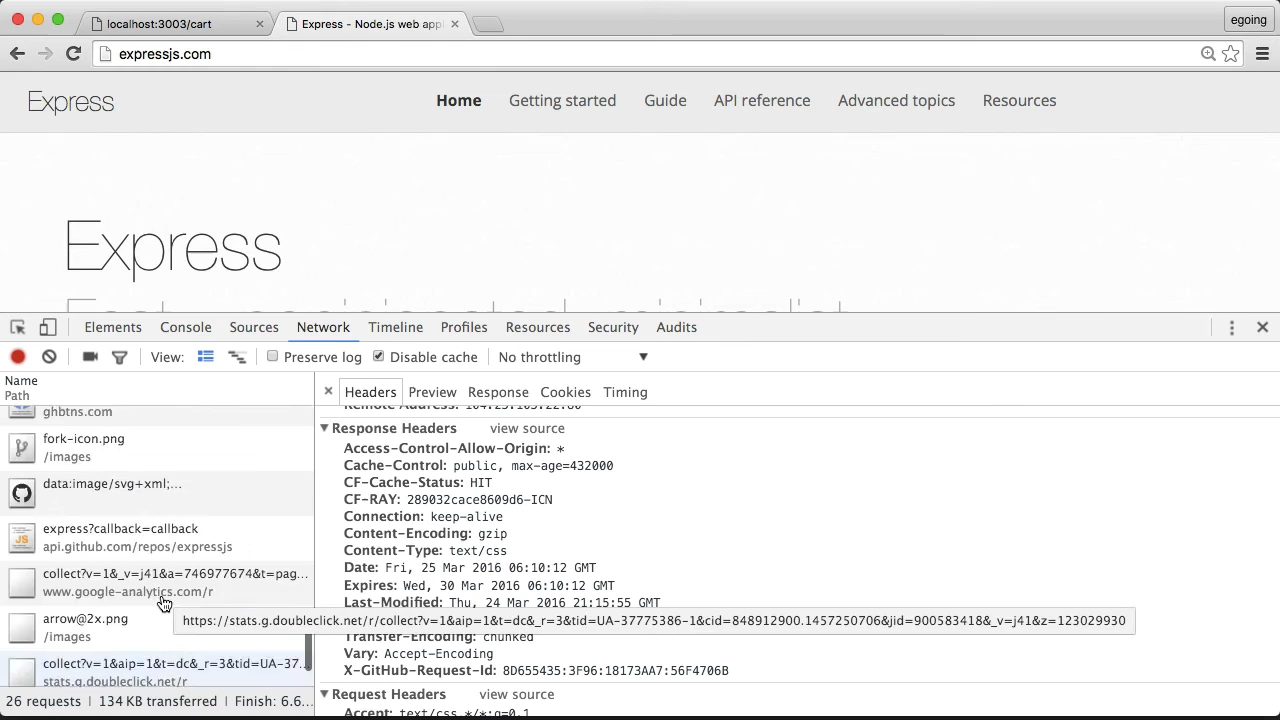 localhost:3003/cart
Express - Node.js web appl
egoing
expressjs.com
Express
Home Getting started Guide API reference Advanced topics Resources
Express
Elements Console Sources Network Timeline Profiles Resources Security Audits
View: Preserve log Disable cache No throttling
Name
Path
Headers Preview Response Cookies Timing
ghbtns.com
fork-icon.png
/images
data:image/svg+xml;...
express?callback=callback
api.github.com/repos/expressjs
collect?v=1&_v=j41&a=746977674&t=pag...
www.google-analytics.com/r
arrow@2x.png
/images
collect?v=1&aip=1&t=dc&_r=3&tid=UA-37...
stats.g.doubleclick.net/r
26 requests | 134 KB transferred | Finish: 6.6...
Response Headers view source
Access-Control-Allow-Origin: *
Cache-Control: public, max-age=432000
CF-Cache-Status: HIT
CF-RAY: 289032cace8609d6-ICN
Connection: keep-alive
Content-Encoding: gzip
Content-Type: text/css
Date: Fri, 25 Mar 2016 06:10:12 GMT
Expires: Wed, 30 Mar 2016 06:10:12 GMT
Last-Modified: Thu, 24 Mar 2016 21:15:55 GMT
https://stats.g.doubleclick.net/r/collect?v=1&aip=1&t=dc&_r=3&tid=UA-37775386-1&cid=848912900.1457250706&jid=900583418&_v=j41&z=123029930
Transfer-Encoding: chunked
Vary: Accept-Encoding
X-GitHub-Request-Id: 8D655435:3F96:18173AA7:56F4706B
Request Headers view source
Accept: text/css,*/*;q=0.1